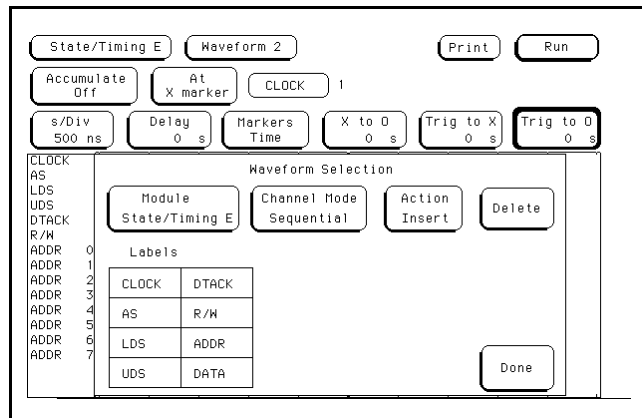 State/Timing E Waveform 2 Print Run
Accumulate Off At X marker CLOCK 1
s/Div 500 ns Delay 0 s Markers Time X to O 0 s Trig to X 0 s Trig to O 0 s
CLOCK
AS
LDS
UDS
DTACK
R/W
ADDR 0
ADDR 1
ADDR 2
ADDR 3
ADDR 4
ADDR 5
ADDR 6
ADDR 7
Waveform Selection
Module State/Timing E Channel Mode Sequential Action Insert Delete
Labels
CLOCK DTACK
AS R/W
LDS ADDR
UDS DATA
Done